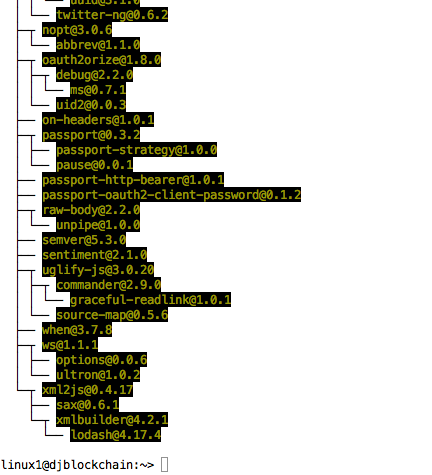 │ │ └── uuid@3.1.0
│ └── twitter-ng@0.6.2
├─┬ nopt@3.0.6
│ └── abbrev@1.1.0
├─┬ oauth2orize@1.8.0
│ ├─┬ debug@2.2.0
│ │ └── ms@0.7.1
│ └── uid2@0.0.3
├── on-headers@1.0.1
├─┬ passport@0.3.2
│ ├── passport-strategy@1.0.0
│ └── pause@0.0.1
├── passport-http-bearer@1.0.1
├── passport-oauth2-client-password@0.1.2
├─┬ raw-body@2.2.0
│ └── unpipe@1.0.0
├── semver@5.3.0
├── sentiment@2.1.0
├─┬ uglify-js@3.0.20
│ ├─┬ commander@2.9.0
│ │ └── graceful-readlink@1.0.1
│ └── source-map@0.5.6
├── when@3.7.8
├─┬ ws@1.1.1
│ ├── options@0.0.6
│ └── ultron@1.0.2
└─┬ xml2js@0.4.17
  ├── sax@0.6.1
  └─┬ xmlbuilder@4.2.1
    └── lodash@4.17.4
linux1@djblockchain:~>